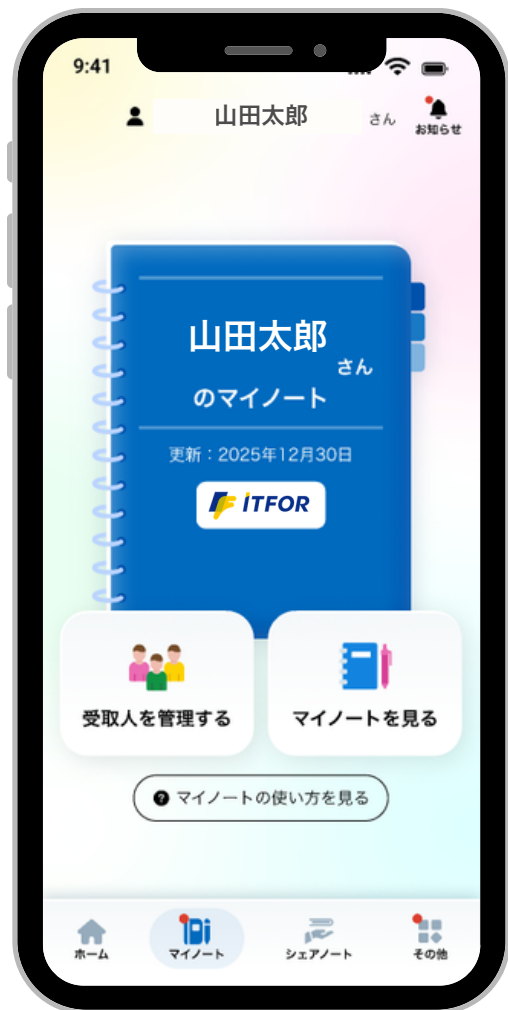 9:41
山田太郎 さん
お知らせ
山田太郎
さん
のマイノート
更新：2025年12月30日
ITFOR
受取人を管理する
マイノートを見る
? マイノートの使い方を見る
ホーム
マイノート
シェアノート
その他